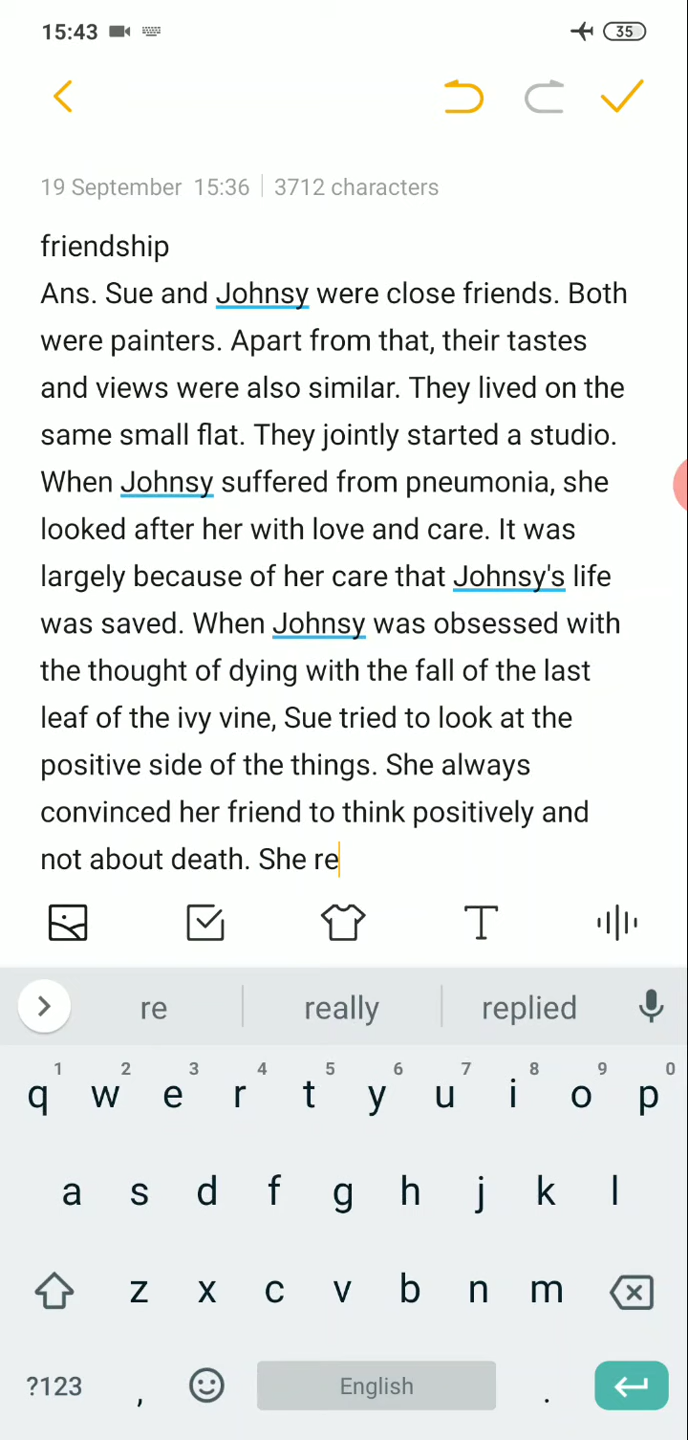 15:43 35
19 September 15:36 3712 characters
friendship
Ans. Sue and Johnsy were close friends. Both
were painters. Apart from that, their tastes
and views were also similar. They lived on the
same small flat. They jointly started a studio.
When Johnsy suffered from pneumonia, she
looked after her with love and care. It was
largely because of her care that Johnsy's life
was saved. When Johnsy was obsessed with
the thought of dying with the fall of the last
leaf of the ivy vine, Sue tried to look at the
positive side of the things. She always
convinced her friend to think positively and
not about death. She re
T
re really replied
1 2 3 4 5 6 7 8 9 0
q w e r t y u i o p
a s d f g h j k l
z x c v b n m
?123 , English .